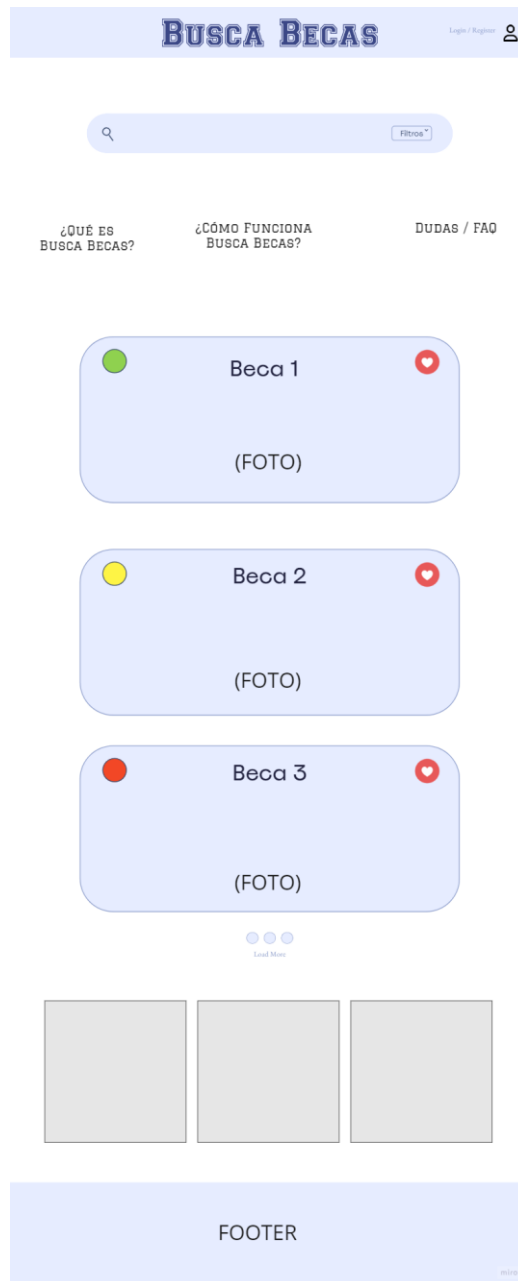 BUSCA BECAS
Login / Register
Filtros
¿QUÉ ES
BUSCA BECAS?
¿CÓMO FUNCIONA
BUSCA BECAS?
DUDAS / FAQ
Beca 1
(FOTO)
Beca 2
(FOTO)
Beca 3
(FOTO)
Load More
FOOTER
miro